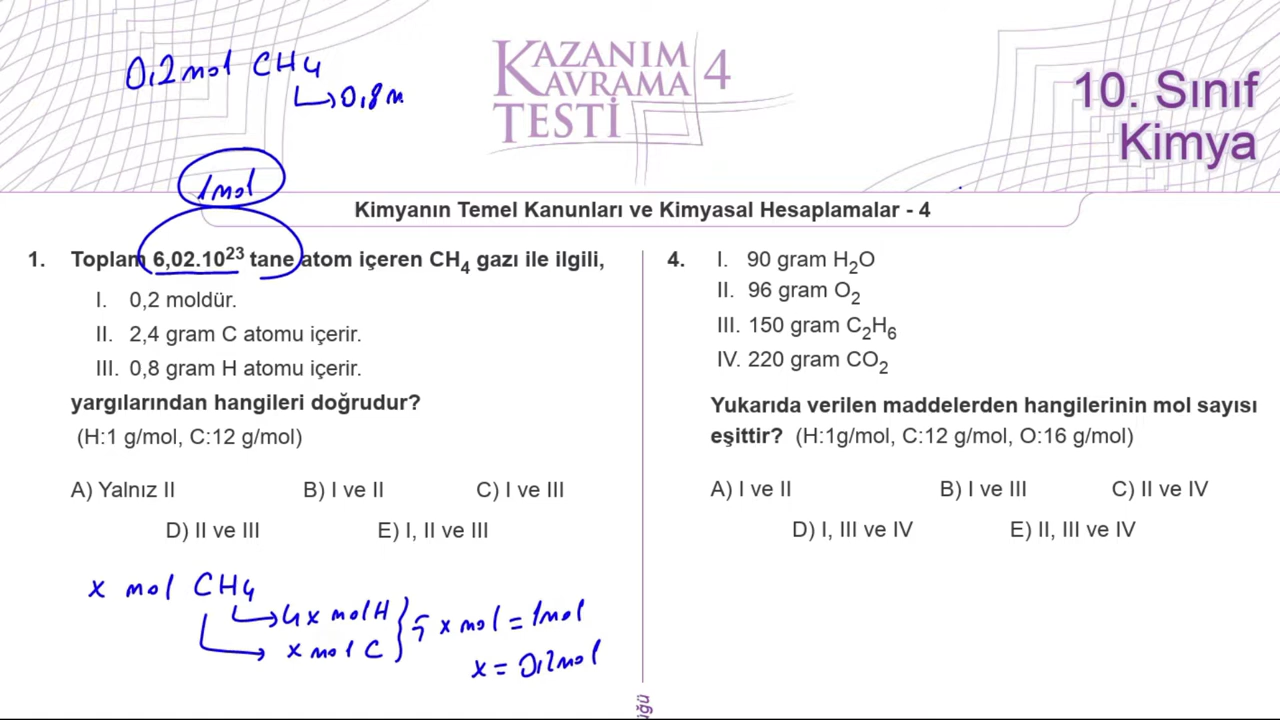 0,2 mol CH4
0,8 m
KAZANIM
KAVRAMA
TESTİ
4
10. Sınıf
Kimya
1 mol
Kimyanın Temel Kanunları ve Kimyasal Hesaplamalar - 4
1. Toplam 6,02.10²³ tane atom içeren CH₄ gazı ile ilgili,
I. 0,2 moldür.
II. 2,4 gram C atomu içerir.
III. 0,8 gram H atomu içerir.
yargılarından hangileri doğrudur?
(H:1 g/mol, C:12 g/mol)
A) Yalnız II B) I ve II C) I ve III
D) II ve III E) I, II ve III
x mol CH4
4x mol H
x mol C
5 x mol = 1 mol
x = 0,2 mol
4. I. 90 gram H₂O
II. 96 gram O₂
III. 150 gram C₂H₆
IV. 220 gram CO₂
Yukarıda verilen maddelerden hangilerinin mol sayısı
eşittir? (H:1g/mol, C:12 g/mol, O:16 g/mol)
A) I ve II B) I ve III C) II ve IV
D) I, III ve IV E) II, III ve IV